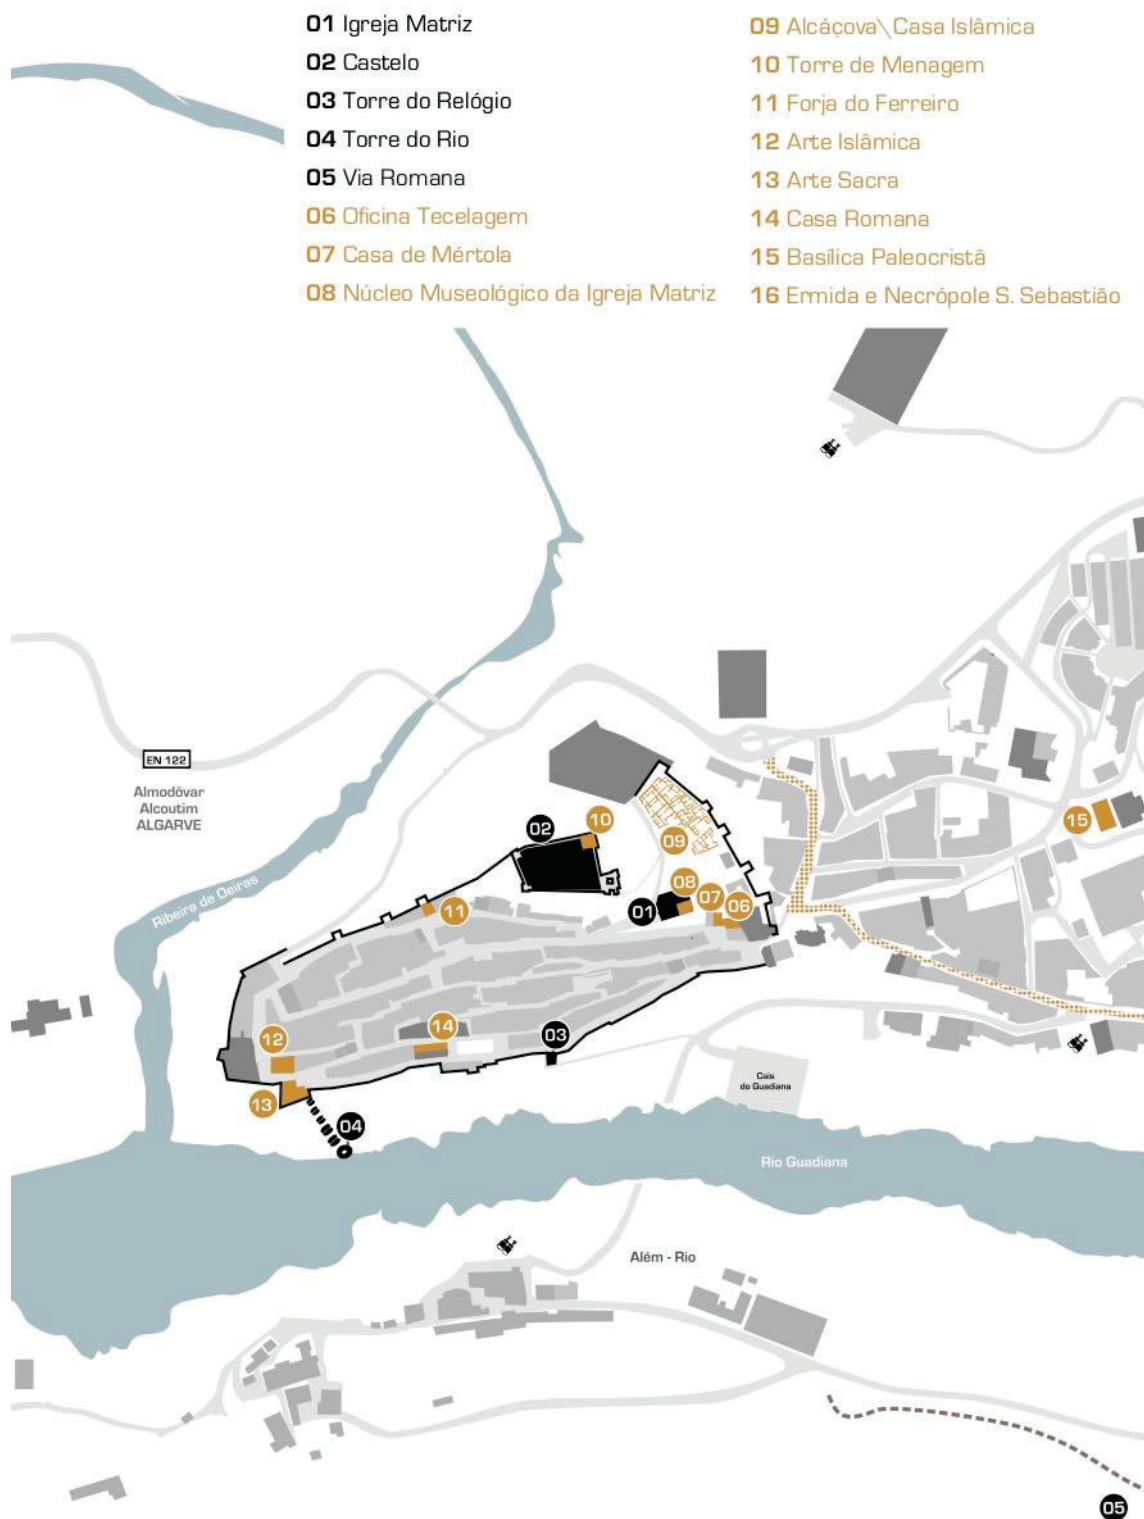 01 Igreja Matriz
02 Castelo
03 Torre do Relógio
04 Torre do Rio
05 Via Romana
06 Oficina Tecelagem
07 Casa de Mértola
08 Núcleo Museológico da Igreja Matriz
09 Alcáçova\Casa Islâmica
10 Torre de Menagem
11 Forja do Ferreiro
12 Arte Islâmica
13 Arte Sacra
14 Casa Romana
15 Basílica Paleocristã
16 Ermida e Necrópole S. Sebastião
EN 122
Almodôvar
Alcoutim
ALGARVE
Ribeira de Oeiras
02
10
09
15
08
07
06
01
11
14
03
12
13
04
Cais
do Guadiana
Rio Guadiana
Além - Rio
05